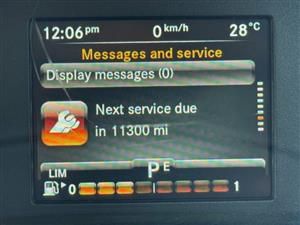 12:06pm 0 km/h 28 °C
Messages and service
Display messages (0)
Next service due
in 11300 mi
P E
LIM
0 1